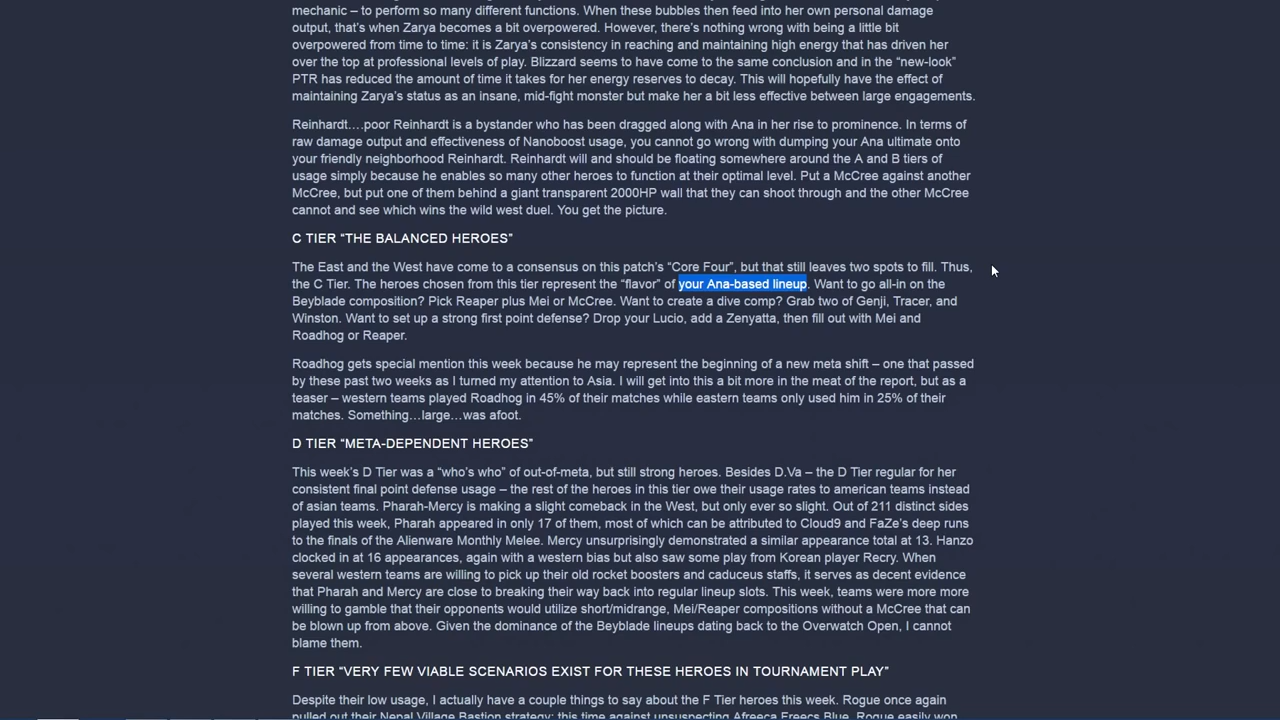 mechanic – to perform so many different functions. When these bubbles then feed into her own personal damage
output, that’s when Zarya becomes a bit overpowered. However, there’s nothing wrong with being a little bit
overpowered from time to time: it is Zarya’s consistency in reaching and maintaining high energy that has driven her
over the top at professional levels of play. Blizzard seems to have come to the same conclusion and in the “new-look”
PTR has reduced the amount of time it takes for her energy reserves to decay. This will hopefully have the effect of
maintaining Zarya’s status as an insane, mid-fight monster but make her a bit less effective between large engagements.
Reinhardt….poor Reinhardt is a bystander who has been dragged along with Ana in her rise to prominence. In terms of
raw damage output and effectiveness of Nanoboost usage, you cannot go wrong with dumping your Ana ultimate onto
your friendly neighborhood Reinhardt. Reinhardt will and should be floating somewhere around the A and B tiers of
usage simply because he enables so many other heroes to function at their optimal level. Put a McCree against another
McCree, but put one of them behind a giant transparent 2000HP wall that they can shoot through and the other McCree
cannot and see which wins the wild west duel. You get the picture.
C TIER “THE BALANCED HEROES”
The East and the West have come to a consensus on this patch’s “Core Four”, but that still leaves two spots to fill. Thus,
the C Tier. The heroes chosen from this tier represent the “flavor” of your Ana-based lineup. Want to go all-in on the
Beyblade composition? Pick Reaper plus Mei or McCree. Want to create a dive comp? Grab two of Genji, Tracer, and
Winston. Want to set up a strong first point defense? Drop your Lucio, add a Zenyatta, then fill out with Mei and
Roadhog or Reaper.
Roadhog gets special mention this week because he may represent the beginning of a new meta shift – one that passed
by these past two weeks as I turned my attention to Asia. I will get into this a bit more in the meat of the report, but as a
teaser – western teams played Roadhog in 45% of their matches while eastern teams only used him in 25% of their
matches. Something…large…was afoot.
D TIER “META-DEPENDENT HEROES”
This week’s D Tier was a “who’s who” of out-of-meta, but still strong heroes. Besides D.Va – the D Tier regular for her
consistent final point defense usage – the rest of the heroes in this tier owe their usage rates to american teams instead
of asian teams. Pharah-Mercy is making a slight comeback in the West, but only ever so slight. Out of 211 distinct sides
played this week, Pharah appeared in only 17 of them, most of which can be attributed to Cloud9 and FaZe’s deep runs
to the finals of the Alienware Monthly Melee. Mercy unsurprisingly demonstrated a similar appearance total at 13. Hanzo
clocked in at 16 appearances, again with a western bias but also saw some play from Korean player Recry. When
several western teams are willing to pick up their old rocket boosters and caduceus staffs, it serves as decent evidence
that Pharah and Mercy are close to breaking their way back into regular lineup slots. This week, teams were more more
willing to gamble that their opponents would utilize short/midrange, Mei/Reaper compositions without a McCree that can
be blown up from above. Given the dominance of the Beyblade lineups dating back to the Overwatch Open, I cannot
blame them.
F TIER “VERY FEW VIABLE SCENARIOS EXIST FOR THESE HEROES IN TOURNAMENT PLAY”
Despite their low usage, I actually have a couple things to say about the F Tier heroes this week. Rogue once again
pulled out their Nepal Village Bastion strategy; this time against unsuspecting Afreeca Freecs Blue. Rogue easily won